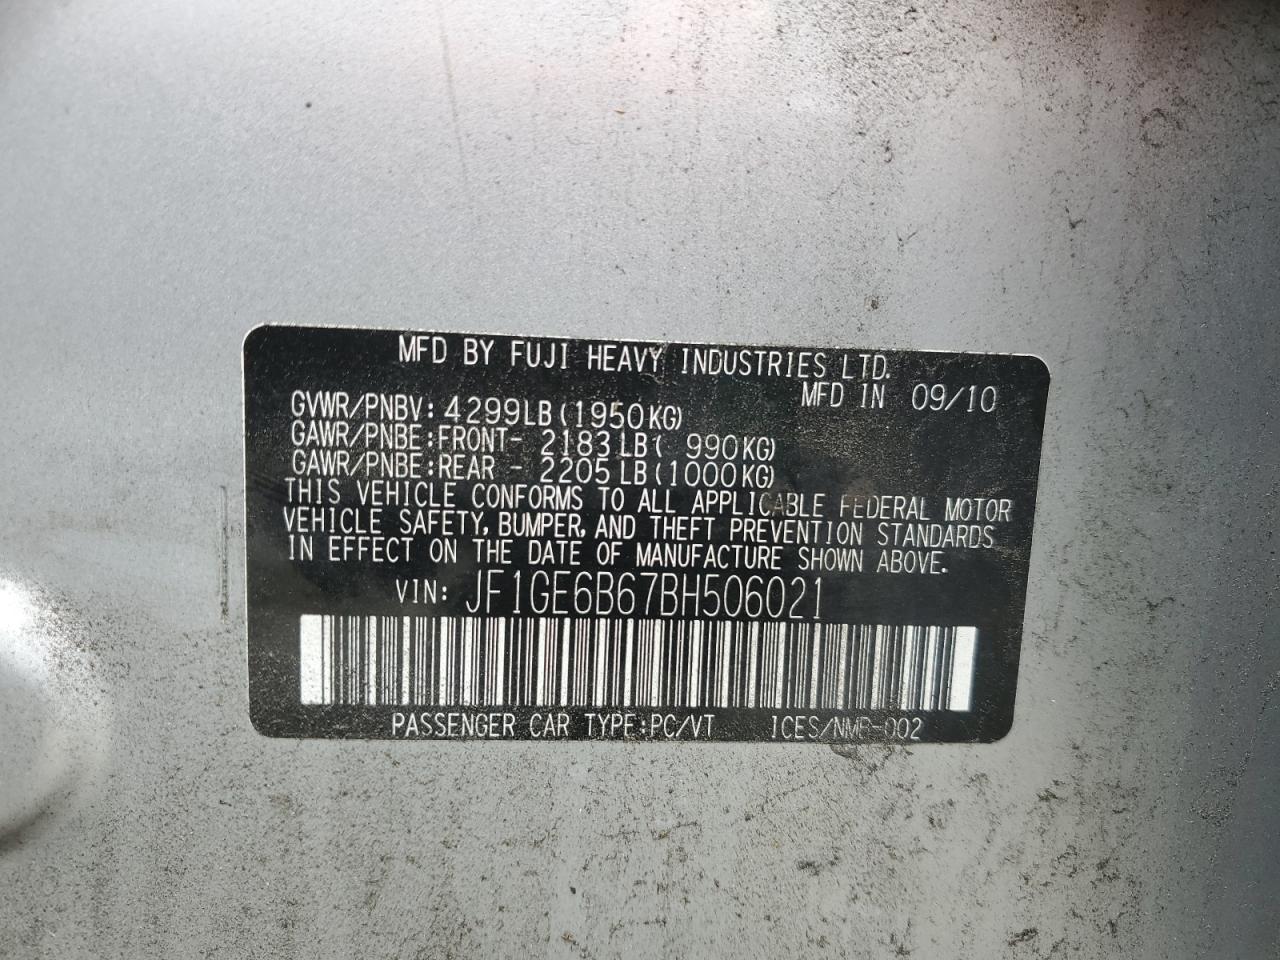 MFD BY FUJI HEAVY INDUSTRIES LTD.
MFD IN 09/10
GVWR/PNBV: 4299LB(1950KG)
GAWR/PNBE:FRONT- 2183LB( 990KG)
GAWR/PNBE:REAR - 2205LB(1000KG)
THIS VEHICLE CONFORMS TO ALL APPLICABLE FEDERAL MOTOR
VEHICLE SAFETY, BUMPER, AND THEFT PREVENTION STANDARDS
IN EFFECT ON THE DATE OF MANUFACTURE SHOWN ABOVE.
VIN: JF1GE6B67BH506021
PASSENGER CAR TYPE:PC/VT ICES/NMB-002